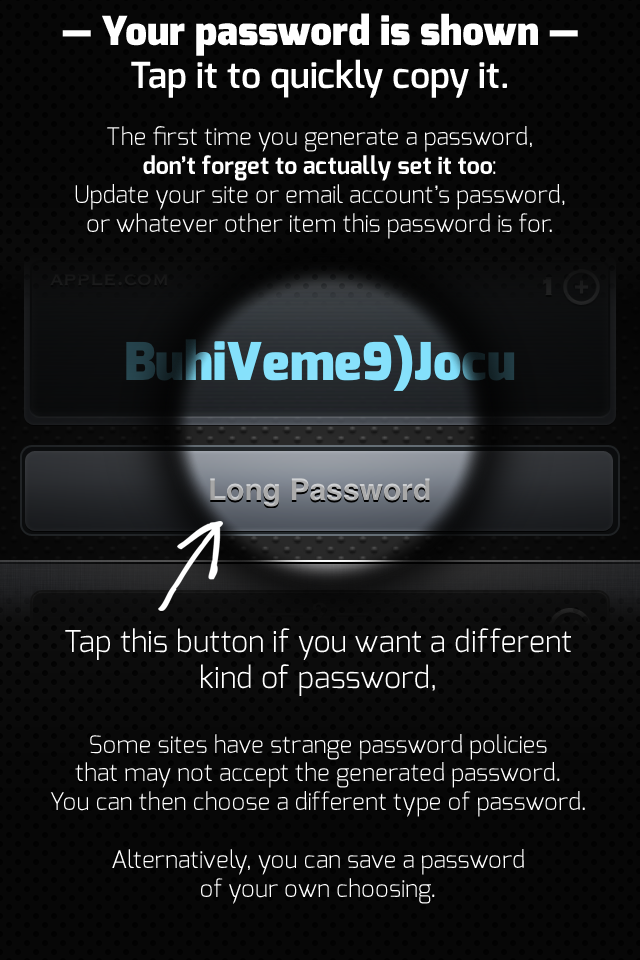 — Your password is shown —
Tap it to quickly copy it.
The first time you generate a password,
don't forget to actually set it too:
Update your site or email account's password,
or whatever other item this password is for.
APPLE.COM
1 +
BuhiVeme9)Jocu
Long Password
Tap this button if you want a different
kind of password,
Some sites have strange password policies
that may not accept the generated password.
You can then choose a different type of password.
Alternatively, you can save a password
of your own choosing.